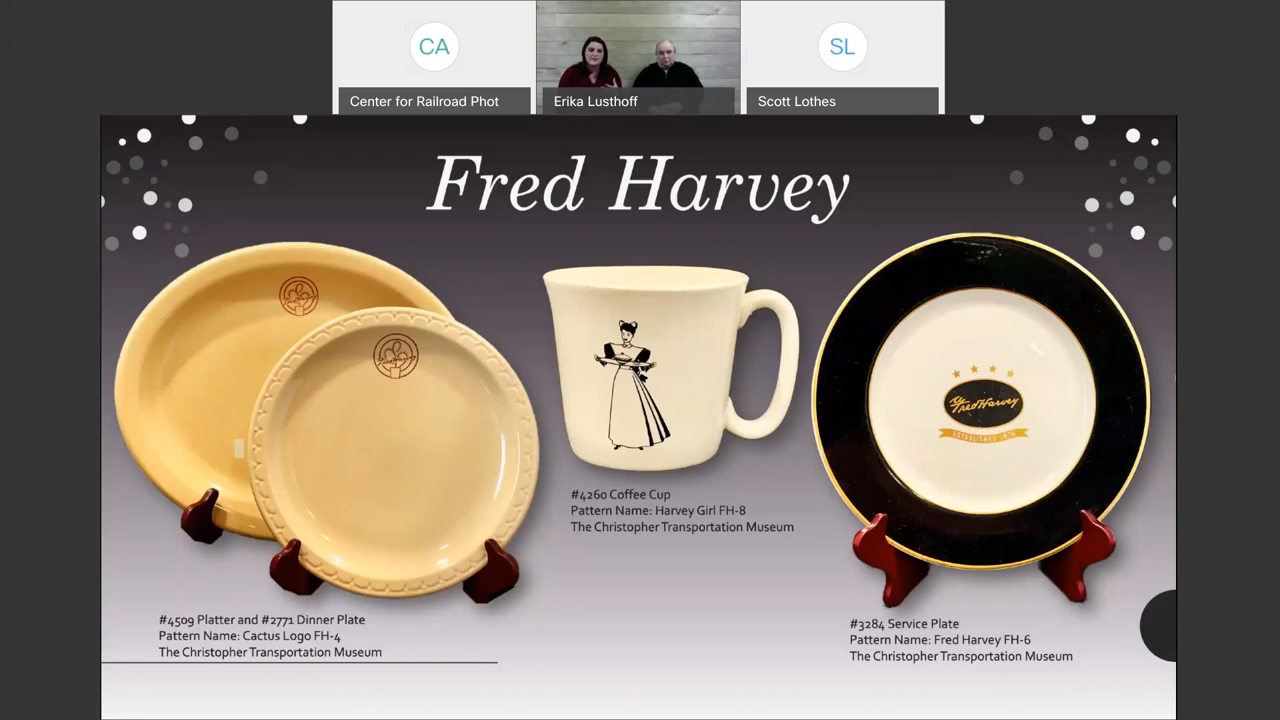 CA
SL
Center for Railroad Phot
Erika Lusthoff
Scott Lothes
Fred Harvey
Fred Harvey
ESTABLISHED 1876
#4260 Coffee Cup
Pattern Name: Harvey Girl FH-8
The Christopher Transportation Museum
#4509 Platter and #2771 Dinner Plate
Pattern Name: Cactus Logo FH-4
The Christopher Transportation Museum
#3284 Service Plate
Pattern Name: Fred Harvey FH-6
The Christopher Transportation Museum